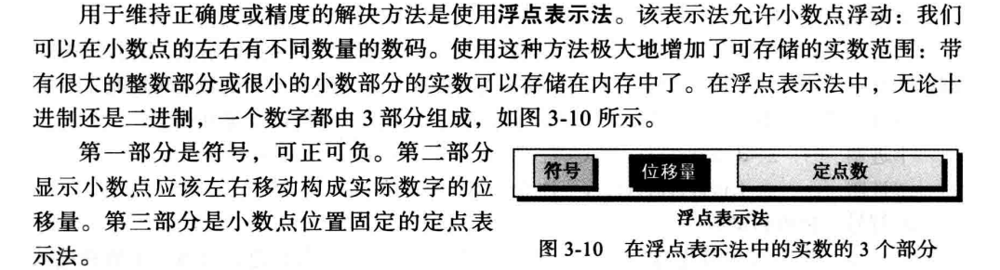 用于维持正确度或精度的解决方法是使用浮点表示法。该表示法允许小数点浮动：我们
可以在小数点的左右有不同数量的数码。使用这种方法极大地增加了可存储的实数范围：带
有很大的整数部分或很小的小数部分的实数可以存储在内存中了。在浮点表示法中，无论十
进制还是二进制，一个数字都由 3 部分组成，如图 3-10 所示。
第一部分是符号，可正可负。第二部分
显示小数点应该左右移动构成实际数字的位
移量。第三部分是小数点位置固定的定点表
示法。
符号 位移量 定点数
浮点表示法
图 3-10 在浮点表示法中的实数的 3 个部分